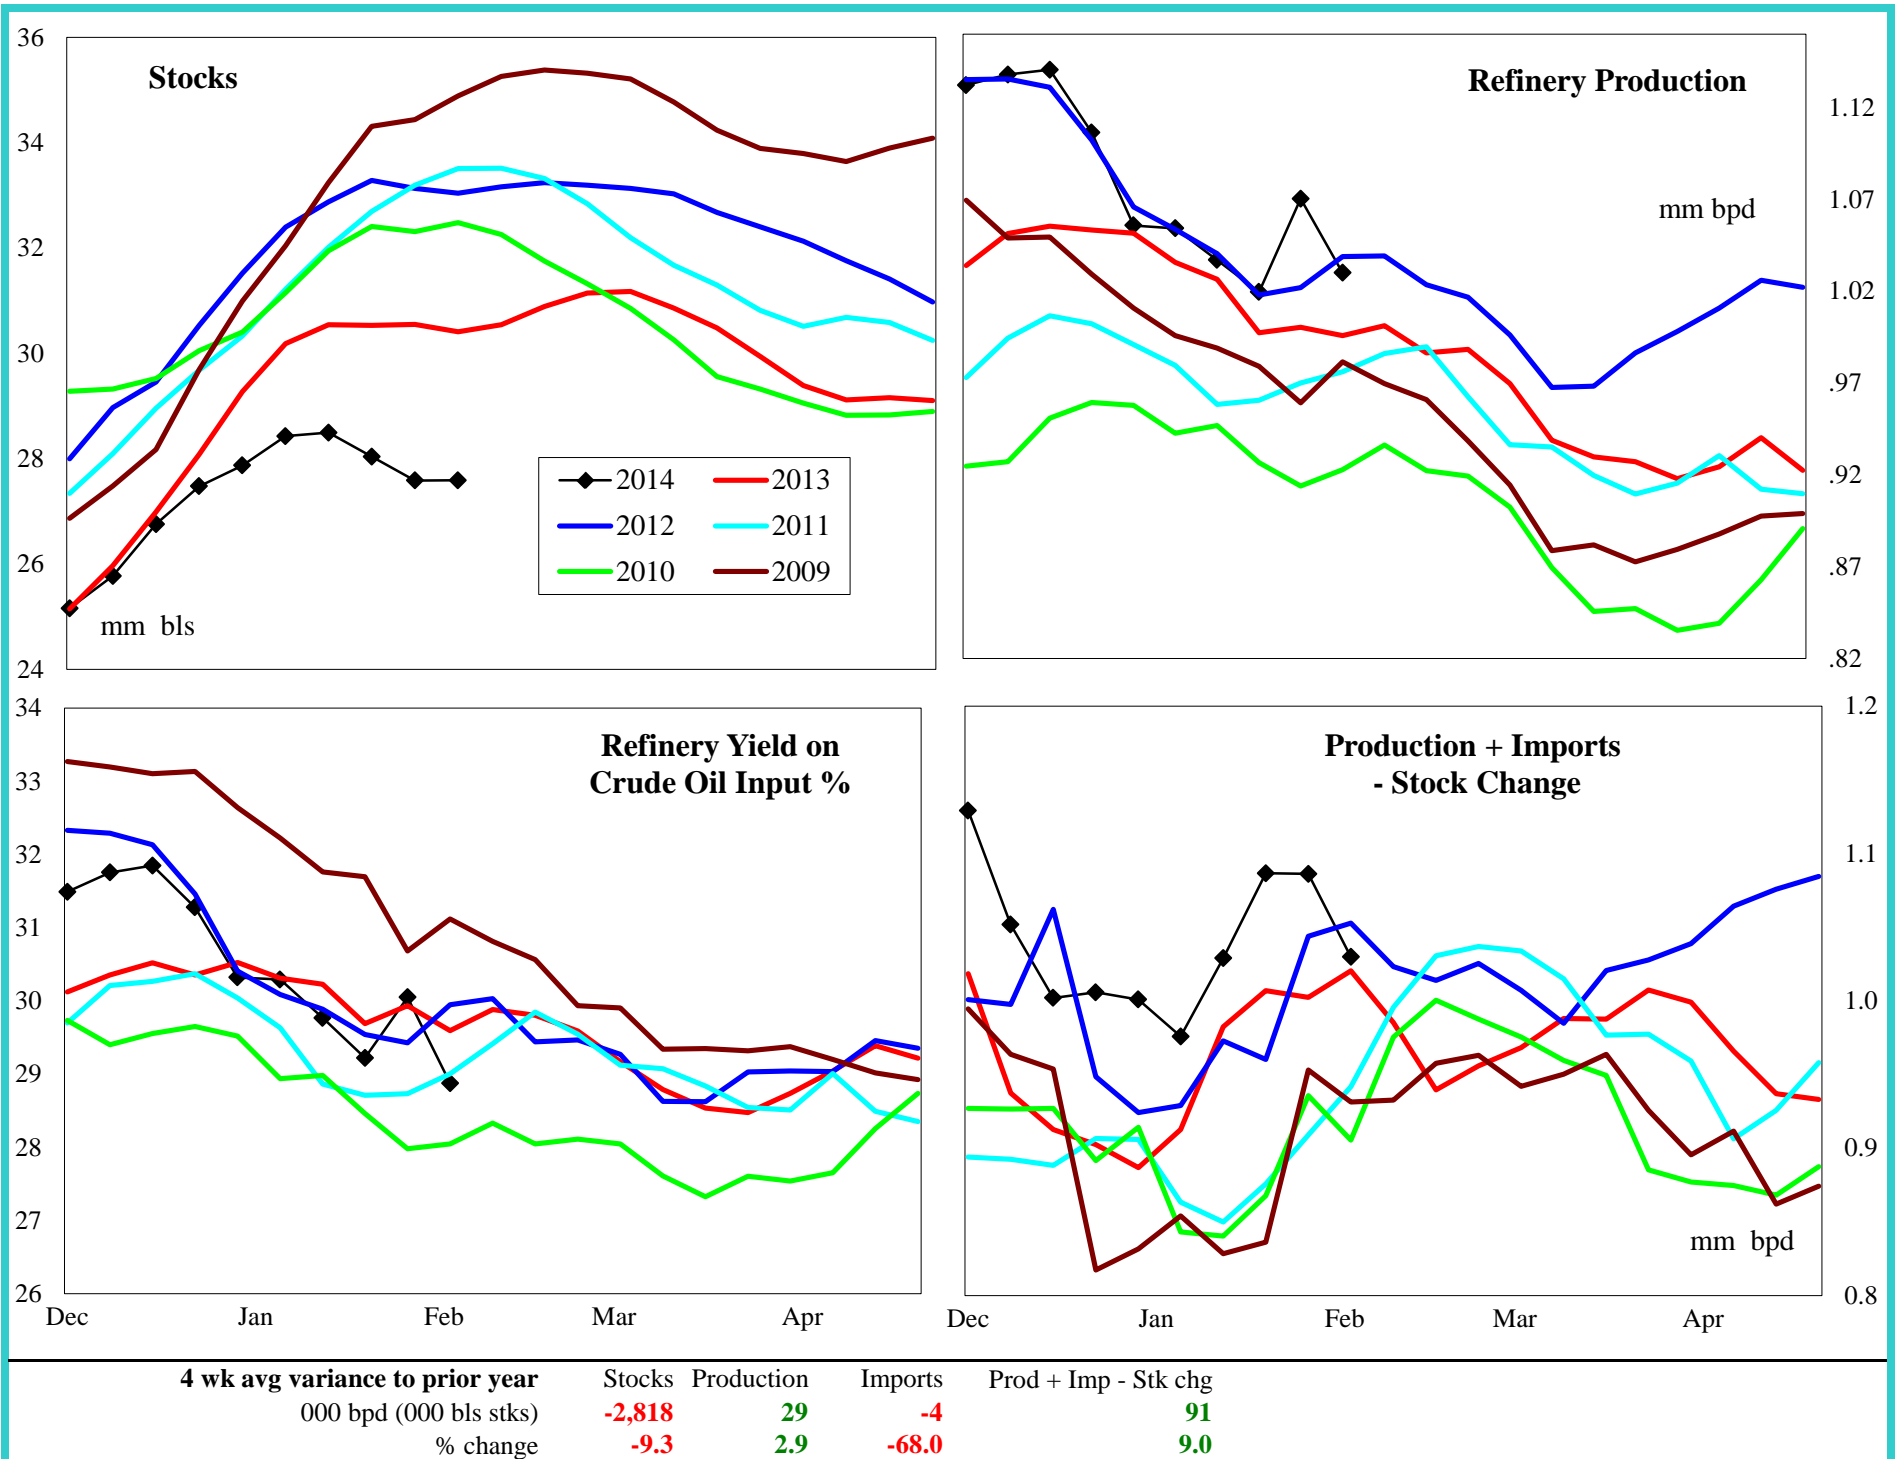 36
34
32
30
28
26
24
Stocks
mm bls
2014 2013
2012 2011
2010 2009
Refinery Production
mm bpd
1.12
1.07
1.02
.97
.92
.87
.82
34
33
32
31
30
29
28
27
26
Refinery Yield on
Crude Oil Input %
Dec Jan Feb Mar Apr
Production + Imports
- Stock Change
mm bpd
1.2
1.1
1.0
0.9
0.8
Dec Jan Feb Mar Apr
4 wk avg variance to prior year Stocks Production Imports Prod + Imp - Stk chg
000 bpd (000 bls stks) -2,818 29 -4 91
% change -9.3 2.9 -68.0 9.0